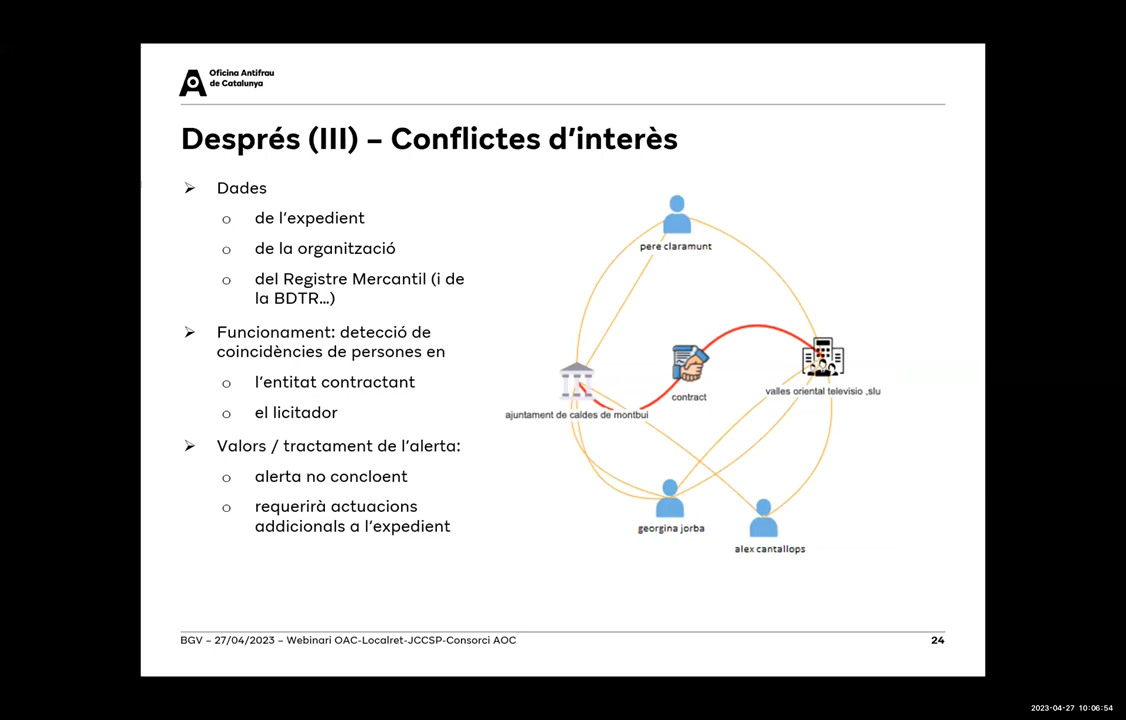 Oficina Antifrau
de Catalunya
Després (III) – Conflictes d’interès
➢ Dades
o de l’expedient
o de la organització
o del Registre Mercantil (i de
la BDTR…)
➢ Funcionament: detecció de
coincidències de persones en
o l’entitat contractant
o el licitador
➢ Valors / tractament de l’alerta:
o alerta no concloent
o requerirà actuacions
addicionals a l’expedient
pere claramunt
contract
valles oriental televisio ,slu
ajuntament de caldes de montbui
georgina jorba
alex cantallops
BGV – 27/04/2023 – Webinari OAC-Localret-JCCSP-Consorci AOC
24
2023-04-27 10:06:54